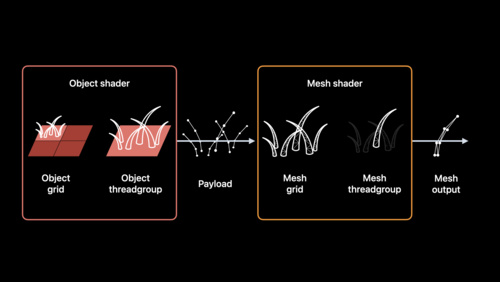 Object shader
Mesh shader
Object
grid
Object
threadgroup
Payload
Mesh
grid
Mesh
threadgroup
Mesh
output